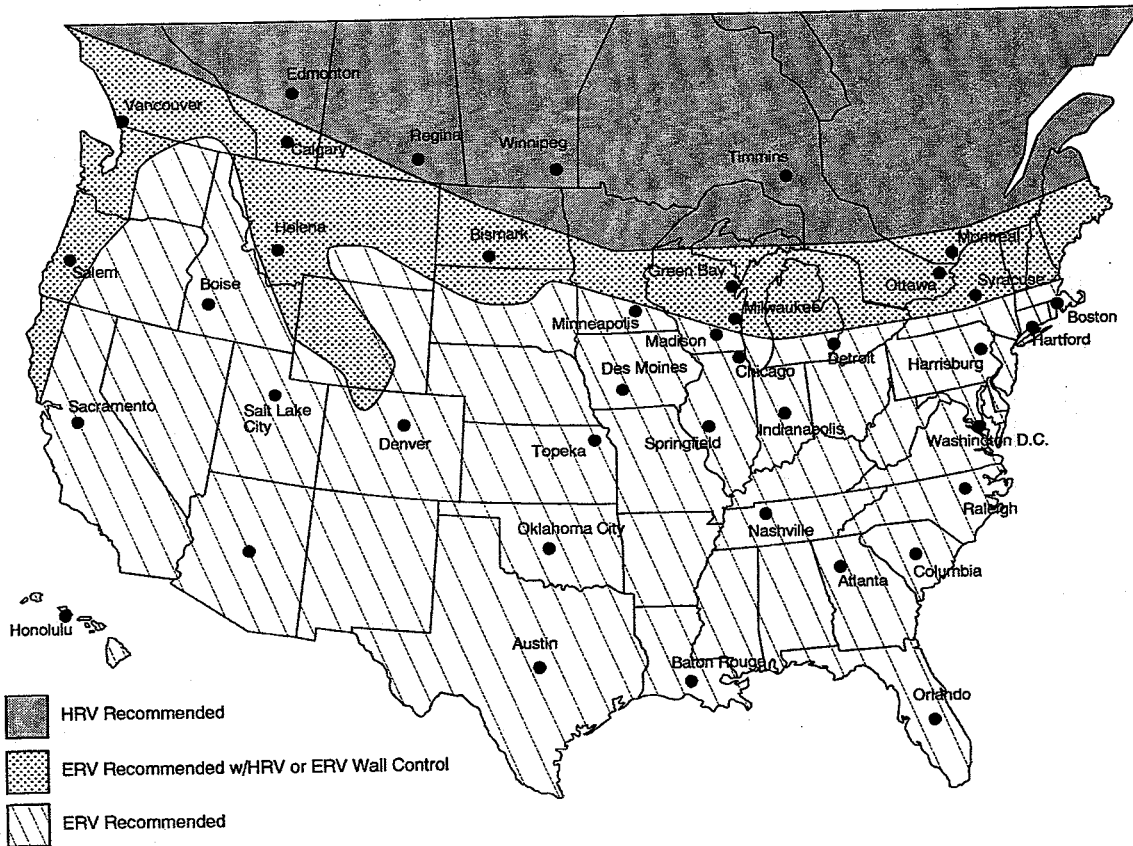 Edmonton
Vancouver
Calgary
Regina
Winnipeg
Timmins
Helena
Bismark
Montreal
Green Bay
Salem
Ottawa
Syracuse
Boise
Milwaukee
Minneapolis
Boston
Madison
Hartford
Detroit
Des Moines
Chicago
Harrisburg
Sacramento
Salt Lake
City
Denver
Springfield
Indianapolis
Topeka
Washington D.C.
Raleigh
Oklahoma City
Nashville
Atlanta
Columbia
Honolulu
Austin
Baton Rouge
Orlando
HRV Recommended
ERV Recommended w/HRV or ERV Wall Control
ERV Recommended